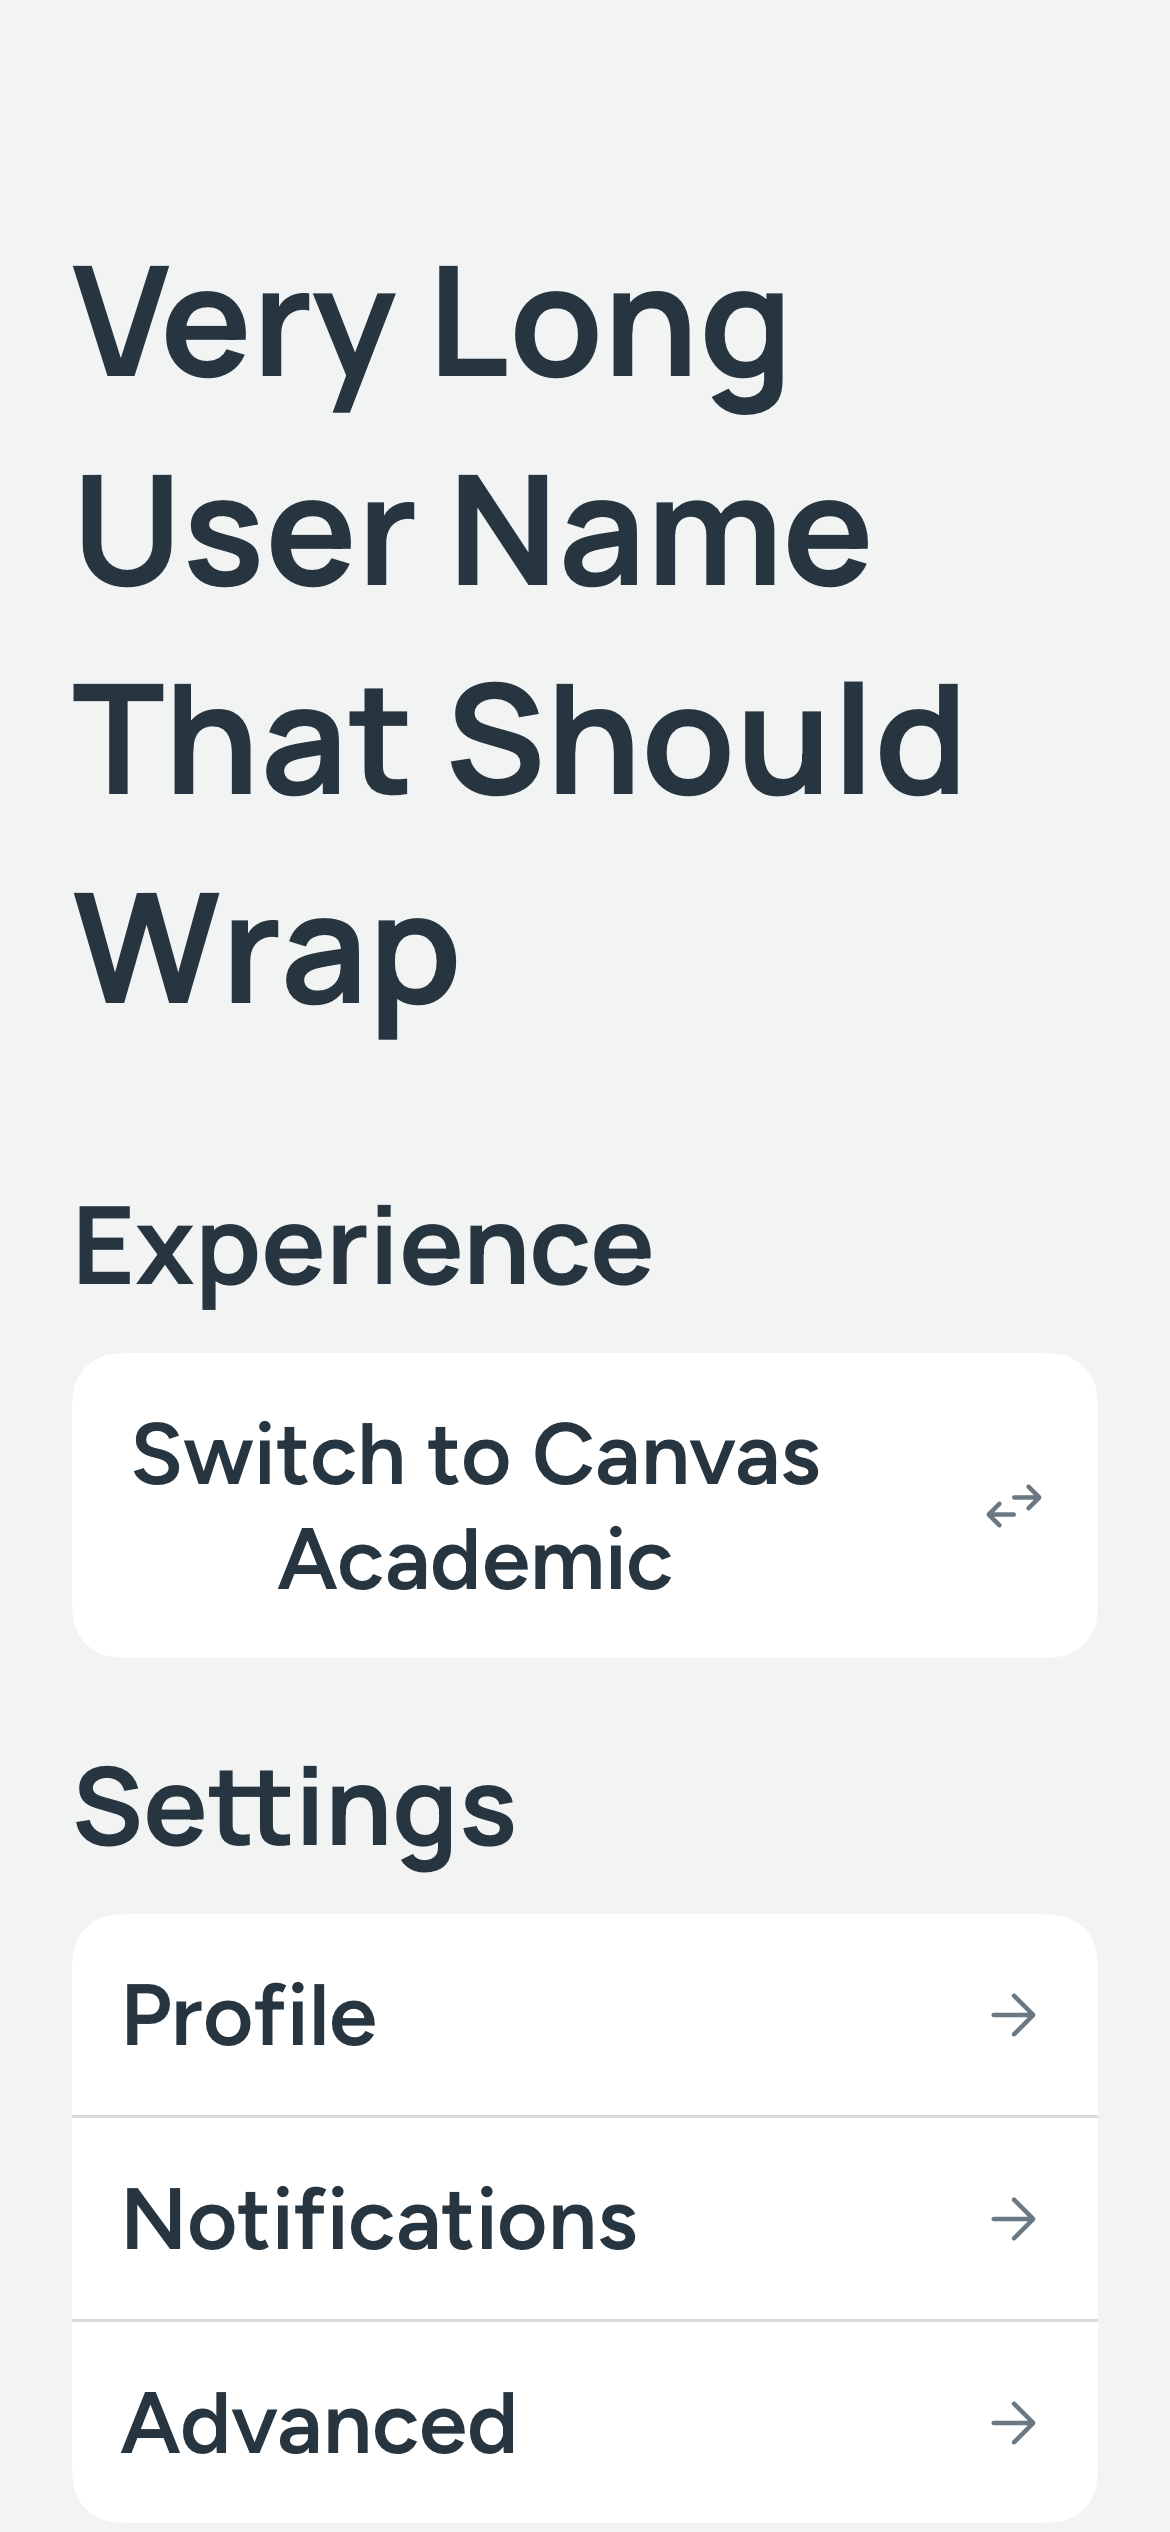 Very Long
User Name
That Should
Wrap
Experience
Switch to Canvas
Academic
Settings
Profile
Notifications
Advanced